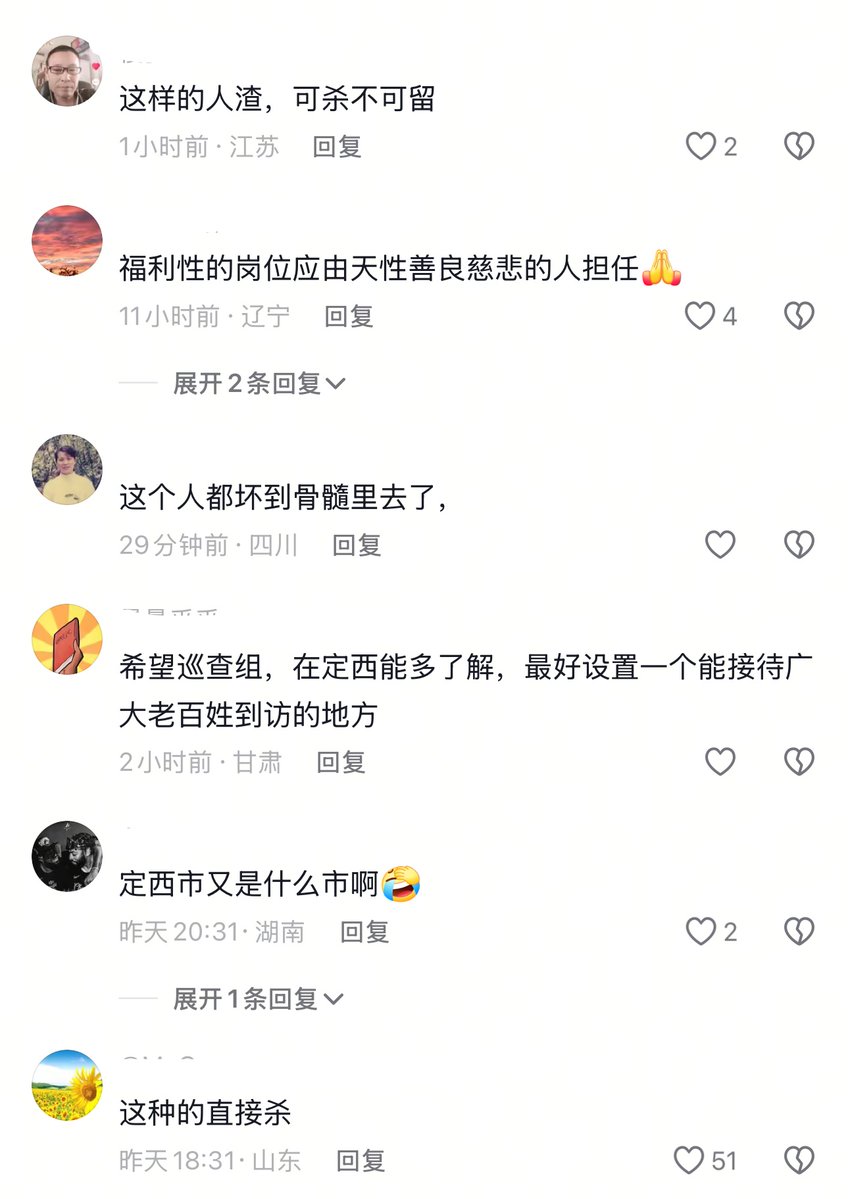 这样的人渣，可杀不可留
1小时前·江苏 回复 2
福利性的岗位应由天性善良慈悲的人担任🙏
11小时前·辽宁 回复 4
展开2条回复
这个人都坏到骨髓里去了，
29分钟前·四川 回复
希望巡查组，在定西能多了解，最好设置一个能接待广
大老百姓到访的地方
2小时前·甘肃 回复
定西市又是什么市啊🤣
昨天20:31·湖南 回复 2
展开1条回复
这种的直接杀
昨天18:31·山东 回复 51